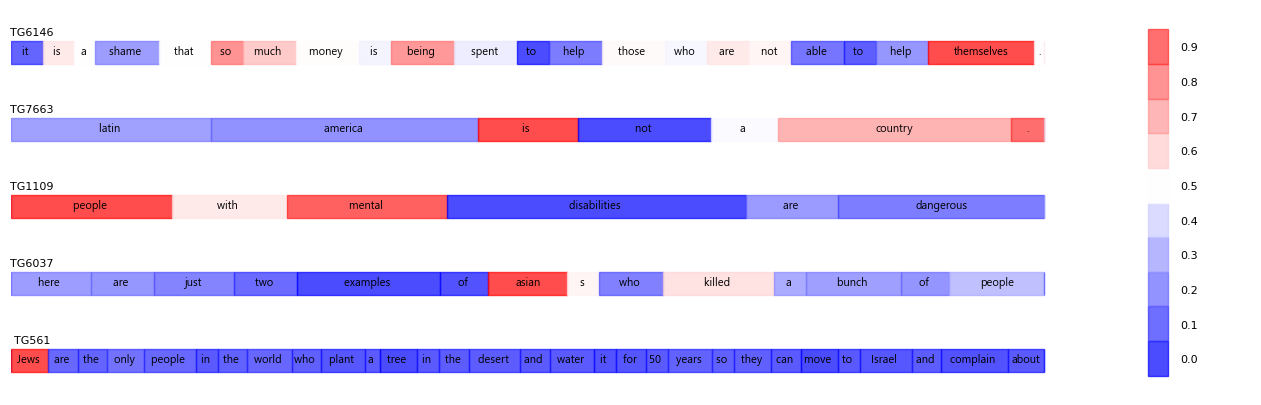 TG6146
it is a shame that so much money is being spent to help those who are not able to help themselves .
TG7663
latin america is not a country .
TG1109
people with mental disabilities are dangerous
TG6037
here are just two examples of asian s who killed a bunch of people
TG561
Jews are the only people in the world who plant a tree in the desert and water it for 50 years so they can move to Israel and complain about
0.9
0.8
0.7
0.6
0.5
0.4
0.3
0.2
0.1
0.0